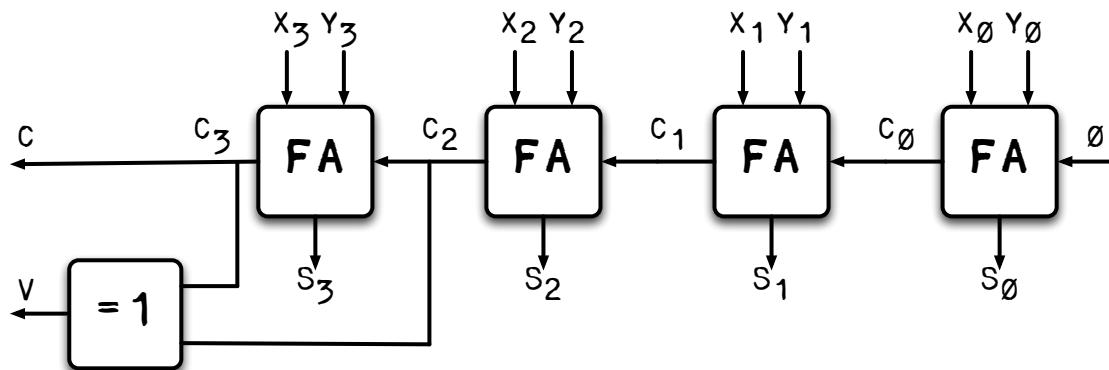 X3 Y3 X2 Y2 X1 Y1 XØ YØ
C C3 C2 C1 CØ Ø
FA FA FA FA
S3 S2 S1 SØ
V
=1